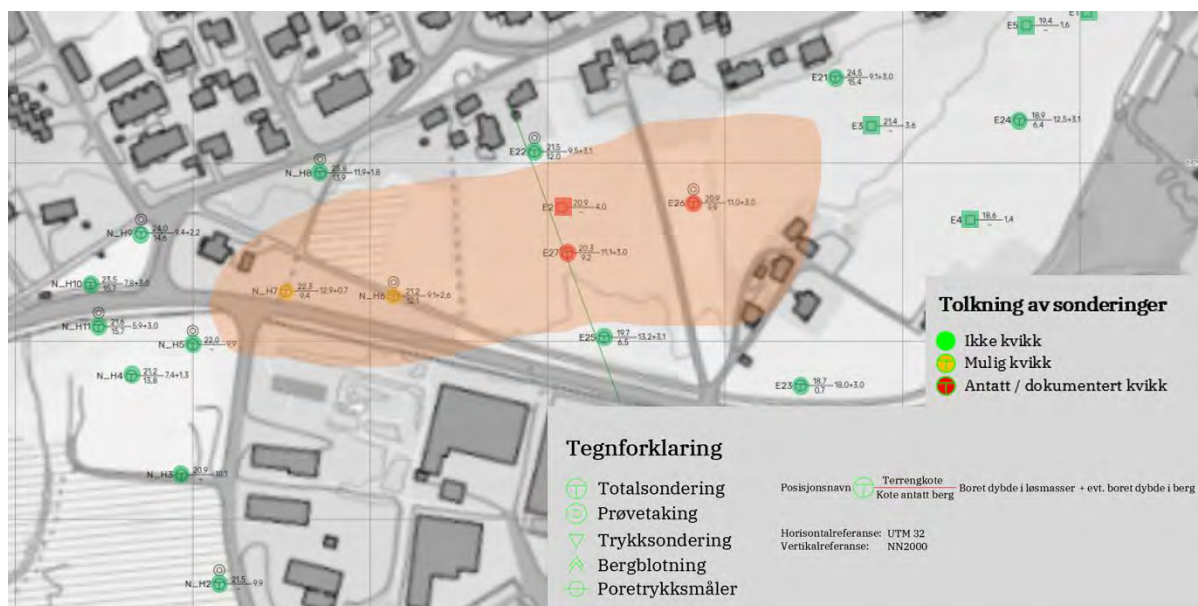 E1
E5 19,4 – 1,6
E21 24,5 15,4 9,1+3,0
E3 21,4 – 3,6
E24 18,9 6,4 12,5+3,1
E22 21,5 12,0 9,5+3,1
N_H8 11,9+1,8
E2 20,9 – 4,0
E26 20,9 11,0+3,0
E4 18,6 – 1,4
N_H9 24,0 14,6 9,4+2,2
E27 20,3 9,2 11,1+3,0
N_H10 23,5 15,7 7,8+3,0
N_H7 22,3 9,4 12,9+0,7
N_H6 21,2 12,1 9,1+2,6
N_H11 21,6 15,7 5,9+3,0
N_H5 22,0 – 9,9
E25 19,7 6,5 13,2+3,1
N_H4 21,2 13,8 7,4+1,3
E23 18,7 0,7 18,0+3,0
N_H3 20,9 –
N_H2 21,5 – 9,9
Tolkning av sonderinger
Ikke kvikk
Mulig kvikk
Antatt / dokumentert kvikk
Tegnforklaring
Totalsondering
Prøvetaking
Trykksondering
Bergblotning
Poretrykksmåler
Posisjonsnavn Terrengkote Kote antatt berg Boret dybde i løsmasser + evt. boret dybde i berg
Horisontalreferanse: UTM 32
Vertikalreferanse: NN2000